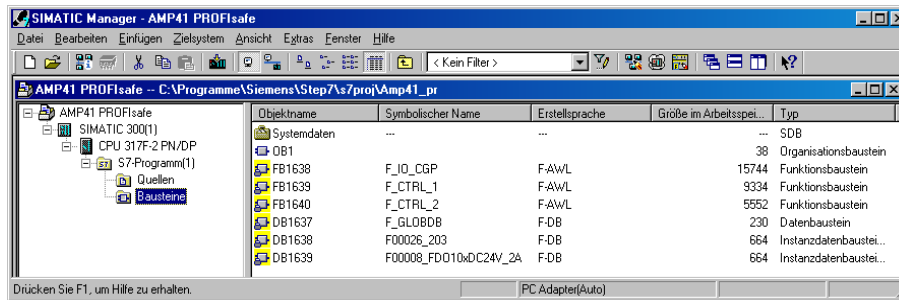 SIMATIC Manager - AMP41 PROFIsafe
Datei Bearbeiten Einfügen Zielsystem Ansicht Extras Fenster Hilfe
< Kein Filter >
AMP41 PROFIsafe -- C:\Programme\Siemens\Step7\s7proj\Amp41_pr
AMP41 PROFIsafe
SIMATIC 300(1)
CPU 317F-2 PN/DP
S7-Programm(1)
Quellen
Bausteine
Objektname Symbolischer Name Erstellsprache Größe im Arbeitsspei... Typ
Systemdaten --- --- --- SDB
OB1 38 Organisationsbaustein
FB1638 F_IO_CGP F-AWL 15744 Funktionsbaustein
FB1639 F_CTRL_1 F-AWL 9334 Funktionsbaustein
FB1640 F_CTRL_2 F-AWL 5552 Funktionsbaustein
DB1637 F_GLOBDB F-DB 230 Datenbaustein
DB1638 F00026_203 F-DB 664 Instanzdatenbaustei...
DB1639 F00008_FDO10xDC24V_2A F-DB 664 Instanzdatenbaustei...
Drücken Sie F1, um Hilfe zu erhalten. PC Adapter(Auto)